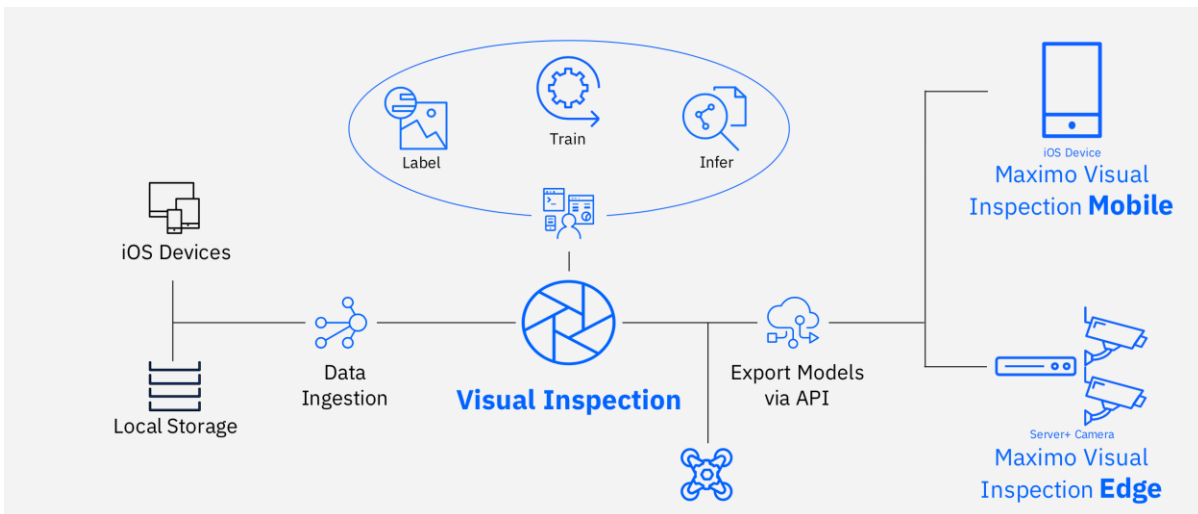 Label
Train
Infer
iOS Devices
Local Storage
Data
Ingestion
Visual Inspection
Export Models
via API
iOS Device
Maximo Visual
Inspection Mobile
Server+ Camera
Maximo Visual
Inspection Edge